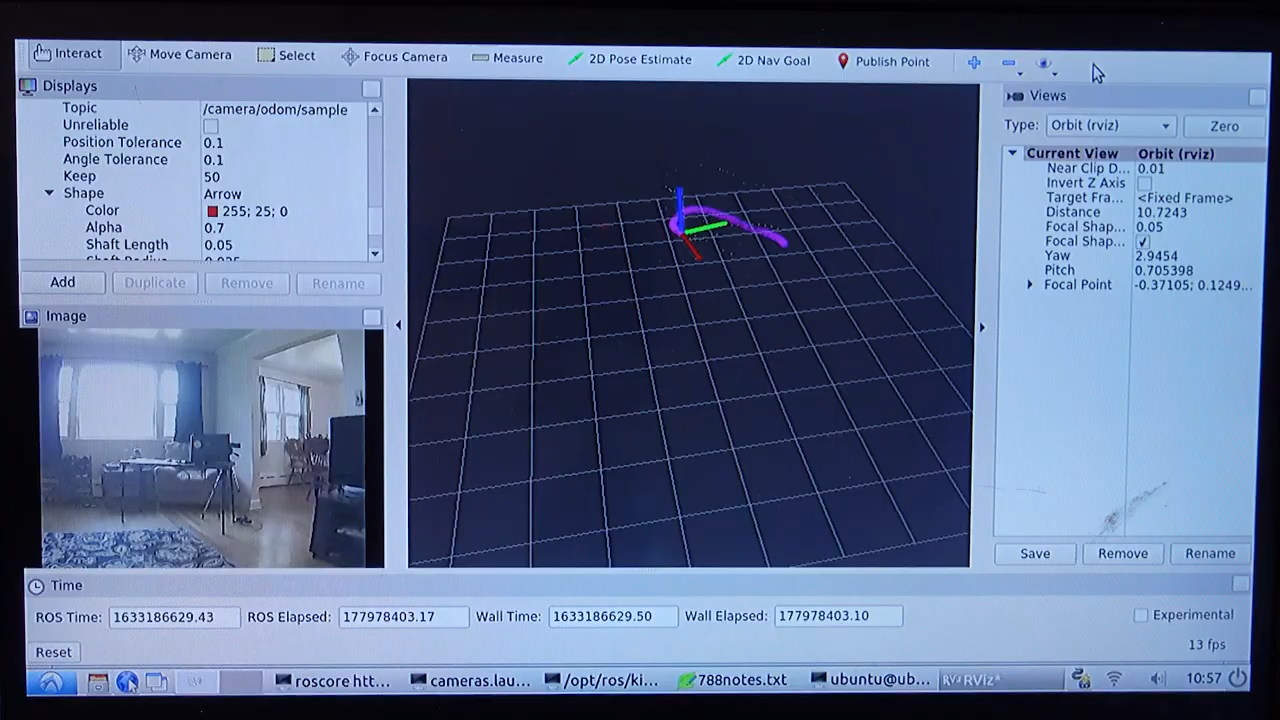 Interact Move Camera Select Focus Camera Measure 2D Pose Estimate 2D Nav Goal Publish Point
Displays
Topic /camera/odom/sample
Unreliable
Position Tolerance 0.1
Angle Tolerance 0.1
Keep 50
Shape Arrow
Color 255; 25; 0
Alpha 0.7
Shaft Length 0.05
Add Duplicate Remove Rename
Image
Views
Type: Orbit (rviz) Zero
Current View Orbit (rviz)
Near Clip D... 0.01
Invert Z Axis
Target Fra... <Fixed Frame>
Distance 10.7243
Focal Shap... 0.05
Focal Shap...
Yaw 2.9454
Pitch 0.705398
Focal Point -0.37105; 0.1249...
Save Remove Rename
Time
ROS Time: 1633186629.43 ROS Elapsed: 177978403.17 Wall Time: 1633186629.50 Wall Elapsed: 177978403.10 Experimental
Reset 13 fps
roscore htt... cameras.lau... /opt/ros/ki... 788notes.txt ubuntu@ub... RViz* 10:57